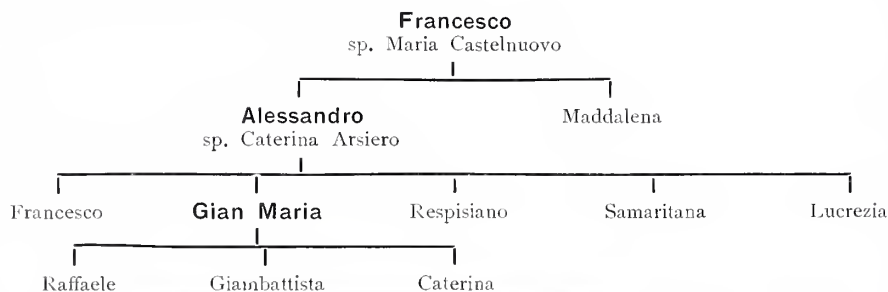 Francesco
sp. Maria Castelnuovo
Alessandro Maddalena
sp. Caterina Arsiero
Francesco Gian Maria Respisiano Samaritana Lucrezia
Raffaele Giambattista Caterina